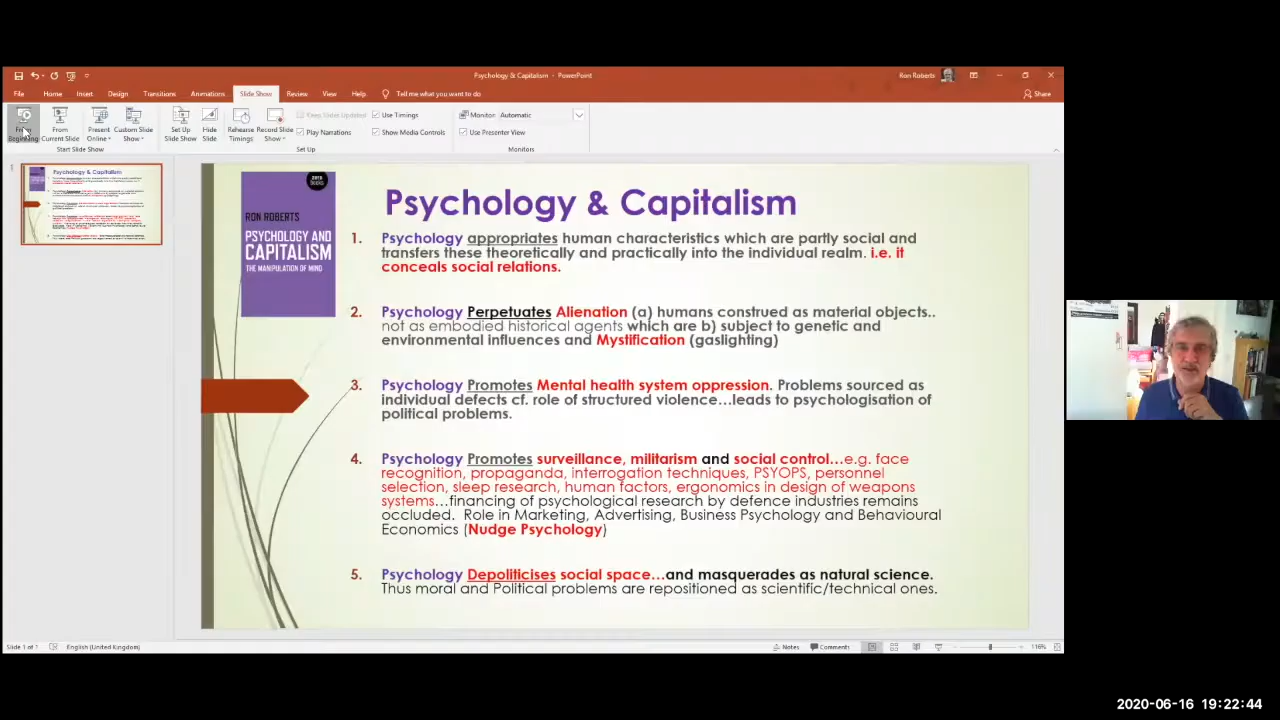 Psychology & Capitalism - PowerPoint
Ron Roberts
File Home Insert Design Transitions Animations Slide Show Review View Help Tell me what you want to do
Share
From Beginning
From Current Slide
Present Online
Custom Slide Show
Start Slide Show
Set Up Slide Show
Hide Slide
Rehearse Timings
Record Slide Show
Keep Slides Updated
Play Narrations
Use Timings
Show Media Controls
Set Up
Monitor: Automatic
Use Presenter View
Monitors
1
Psychology & Capitalism
RON ROBERTS
PSYCHOLOGY AND
CAPITALISM
THE MANIPULATION OF MIND
Psychology & Capitalism
1. Psychology appropriates human characteristics which are partly social and
transfers these theoretically and practically into the individual realm. i.e. it
conceals social relations.
2. Psychology Perpetuates Alienation (a) humans construed as material objects..
not as embodied historical agents which are b) subject to genetic and
environmental influences and Mystification (gaslighting)
3. Psychology Promotes Mental health system oppression. Problems sourced as
individual defects cf. role of structured violence…leads to psychologisation of
political problems.
4. Psychology Promotes surveillance, militarism and social control…e.g. face
recognition, propaganda, interrogation techniques, PSYOPS, personnel
selection, sleep research, human factors, ergonomics in design of weapons
systems…financing of psychological research by defence industries remains
occluded. Role in Marketing, Advertising, Business Psychology and Behavioural
Economics (Nudge Psychology)
5. Psychology Depoliticises social space…and masquerades as natural science.
Thus moral and Political problems are repositioned as scientific/technical ones.
Slide 1 of 1 English (United Kingdom)
Notes Comments 116%
2020-06-16 19:22:44